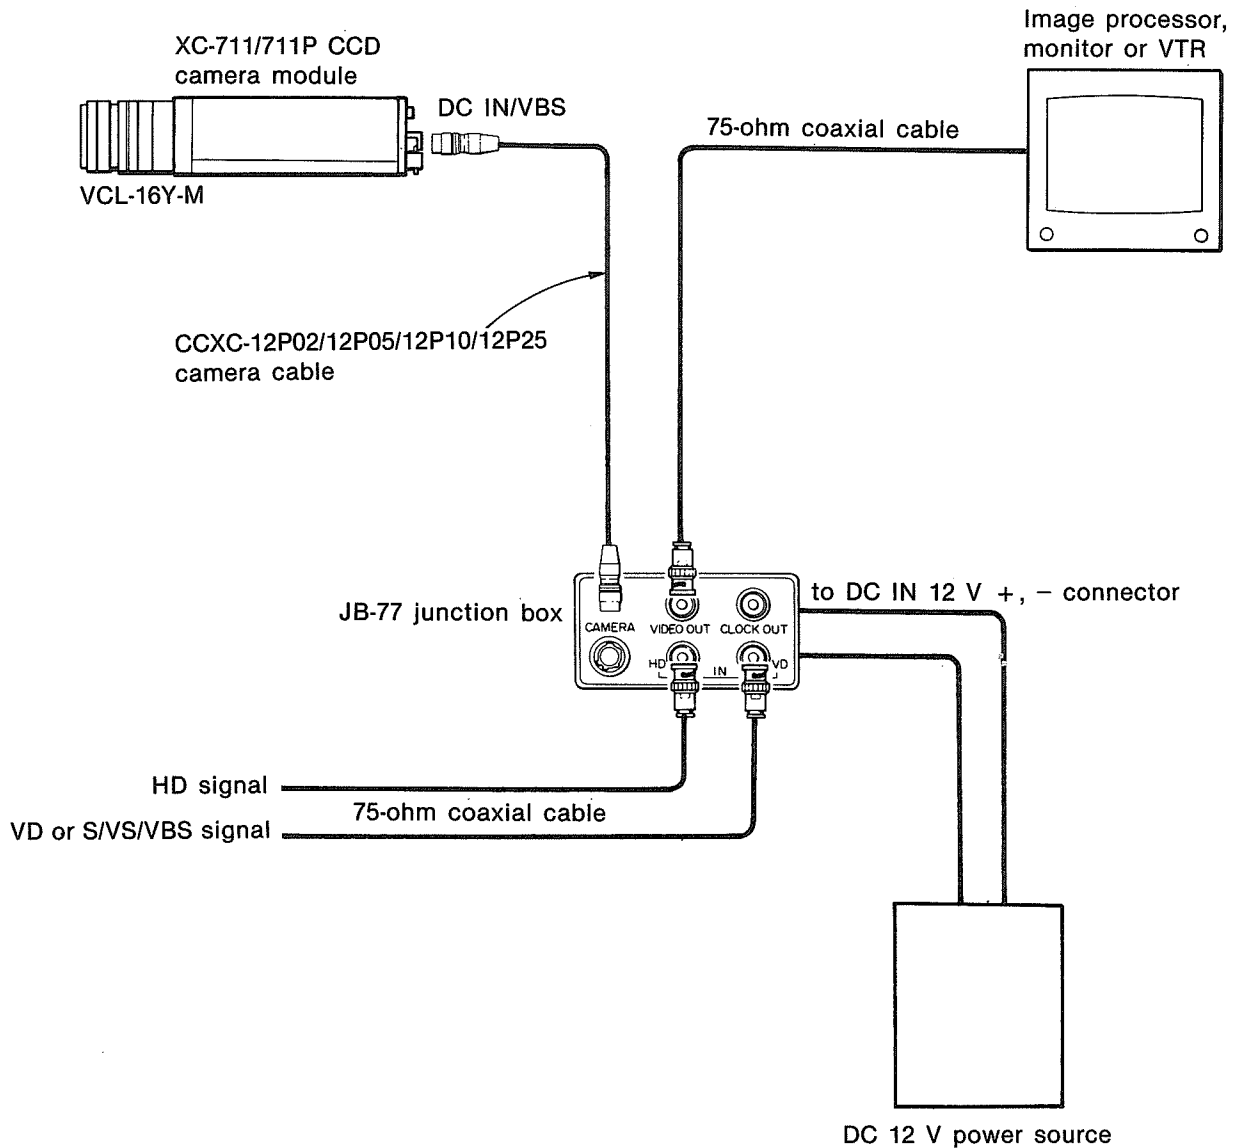 Image processor,
monitor or VTR
XC-711/711P CCD
camera module
DC IN/VBS
75-ohm coaxial cable
VCL-16Y-M
CCXC-12P02/12P05/12P10/12P25
camera cable
JB-77 junction box
to DC IN 12 V +, − connector
CAMERA VIDEO OUT CLOCK OUT
HD IN VD
HD signal
75-ohm coaxial cable
VD or S/VS/VBS signal
DC 12 V power source